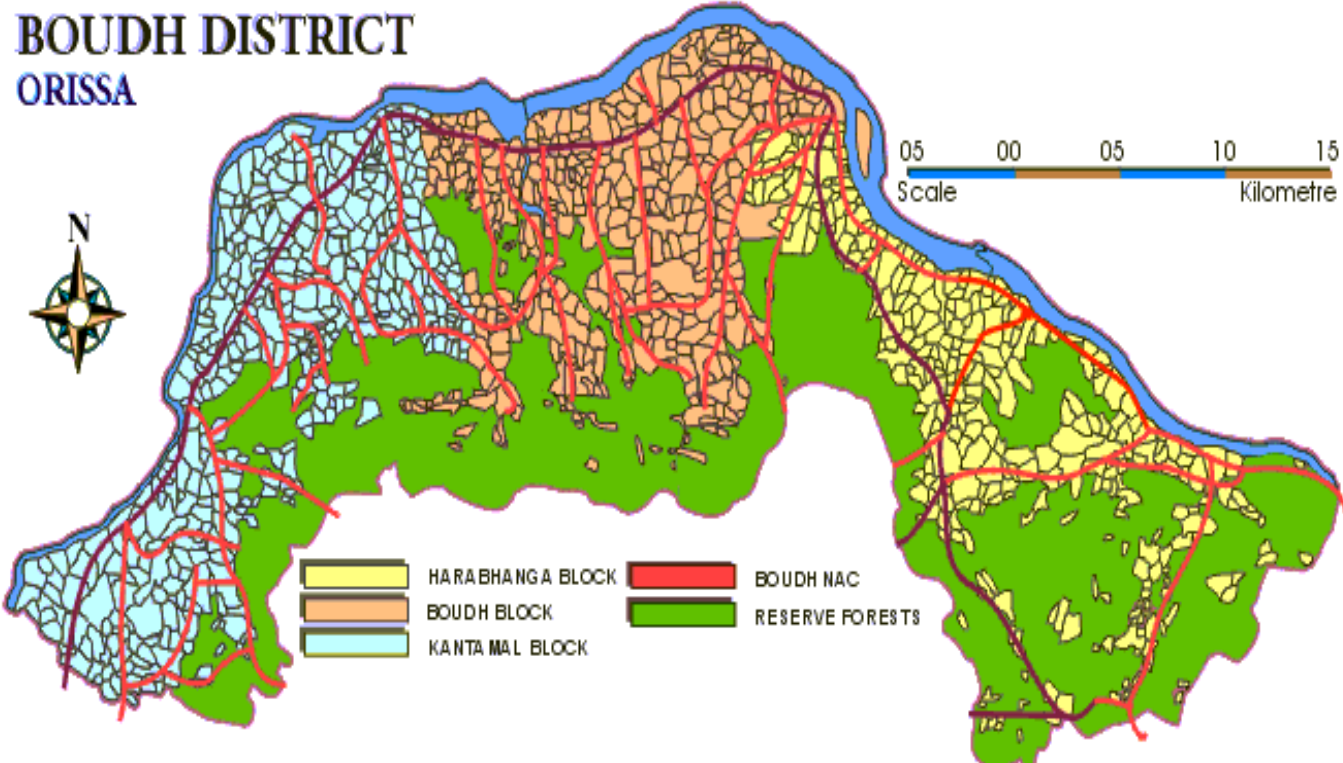 BOUDH DISTRICT
ORISSA
N
05 00 05 10 15
Scale Kilometre
HARABHANGA BLOCK
BOUDH BLOCK
KANTAMAL BLOCK
BOUDH NAC
RESERVE FORESTS